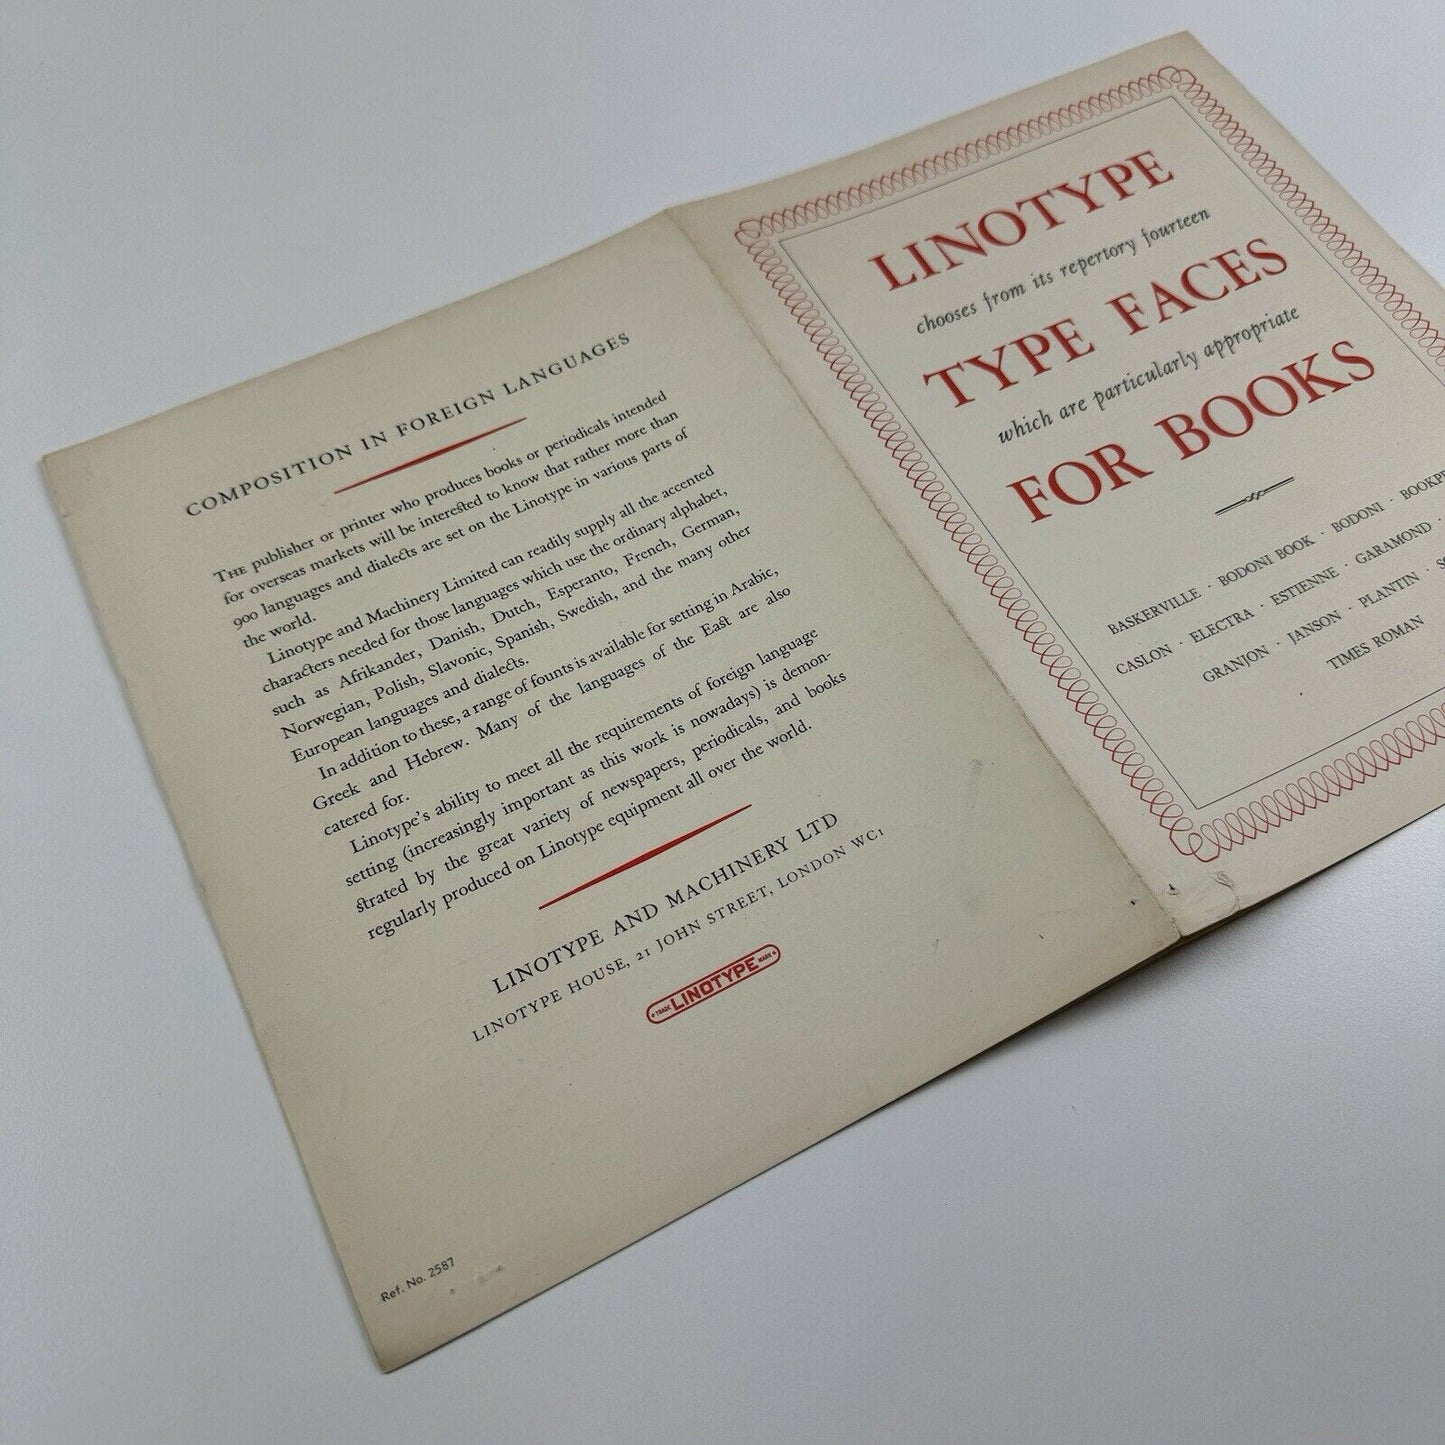 COMPOSITION IN FOREIGN LANGUAGES
THE publisher or printer who produces books or periodicals intended
for overseas markets will be interested to know that rather more than
900 languages and dialects are set on the Linotype in various parts of
the world.
Linotype and Machinery Limited can readily supply all the accented
characters needed for those languages which use the ordinary alphabet,
such as Afrikander, Danish, Dutch, Esperanto, French, German,
Norwegian, Polish, Slavonic, Spanish, Swedish, and the many other
European languages and dialects.
In addition to these, a range of founts is available for setting in Arabic,
Greek and Hebrew. Many of the languages of the East are also
catered for.
Linotype's ability to meet all the requirements of foreign language
setting (increasingly important as this work is nowadays) is demon-
strated by the great variety of newspapers, periodicals, and books
regularly produced on Linotype equipment all over the world.
LINOTYPE AND MACHINERY LTD
LINOTYPE HOUSE, 21 JOHN STREET, LONDON WC1
TRADE LINOTYPE MARK
Ref. No. 2587
LINOTYPE
chooses from its repertory fourteen
TYPE FACES
which are particularly appropriate
FOR BOOKS
BASKERVILLE · BODONI BOOK · BODONI ·
CASLON · ELECTRA · ESTIENNE · GARAMOND ·
GRANJON · JANSON · PLANTIN ·
TIMES ROMAN